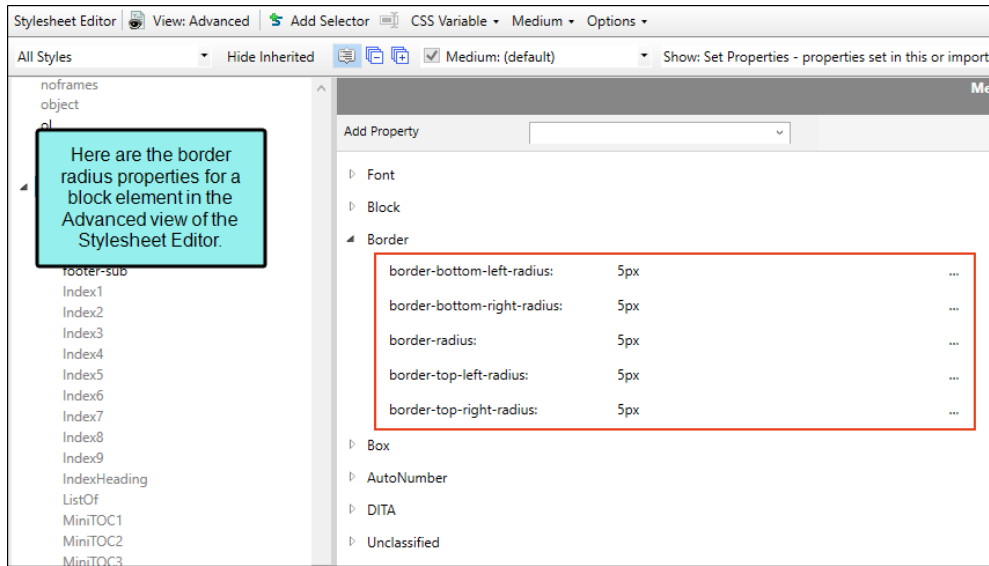 Stylesheet Editor View: Advanced Add Selector CSS Variable Medium Options
All Styles Hide Inherited Medium: (default) Show: Set Properties - properties set in this or import
noframes
object
ol
Here are the border
radius properties for a
block element in the
Advanced view of the
Stylesheet Editor.
footer-sub
Index1
Index2
Index3
Index4
Index5
Index6
Index7
Index8
Index9
IndexHeading
ListOf
MiniTOC1
MiniTOC2
MiniTOC3
Me
Add Property
Font
Block
Border
border-bottom-left-radius: 5px ...
border-bottom-right-radius: 5px ...
border-radius: 5px ...
border-top-left-radius: 5px ...
border-top-right-radius: 5px ...
Box
AutoNumber
DITA
Unclassified